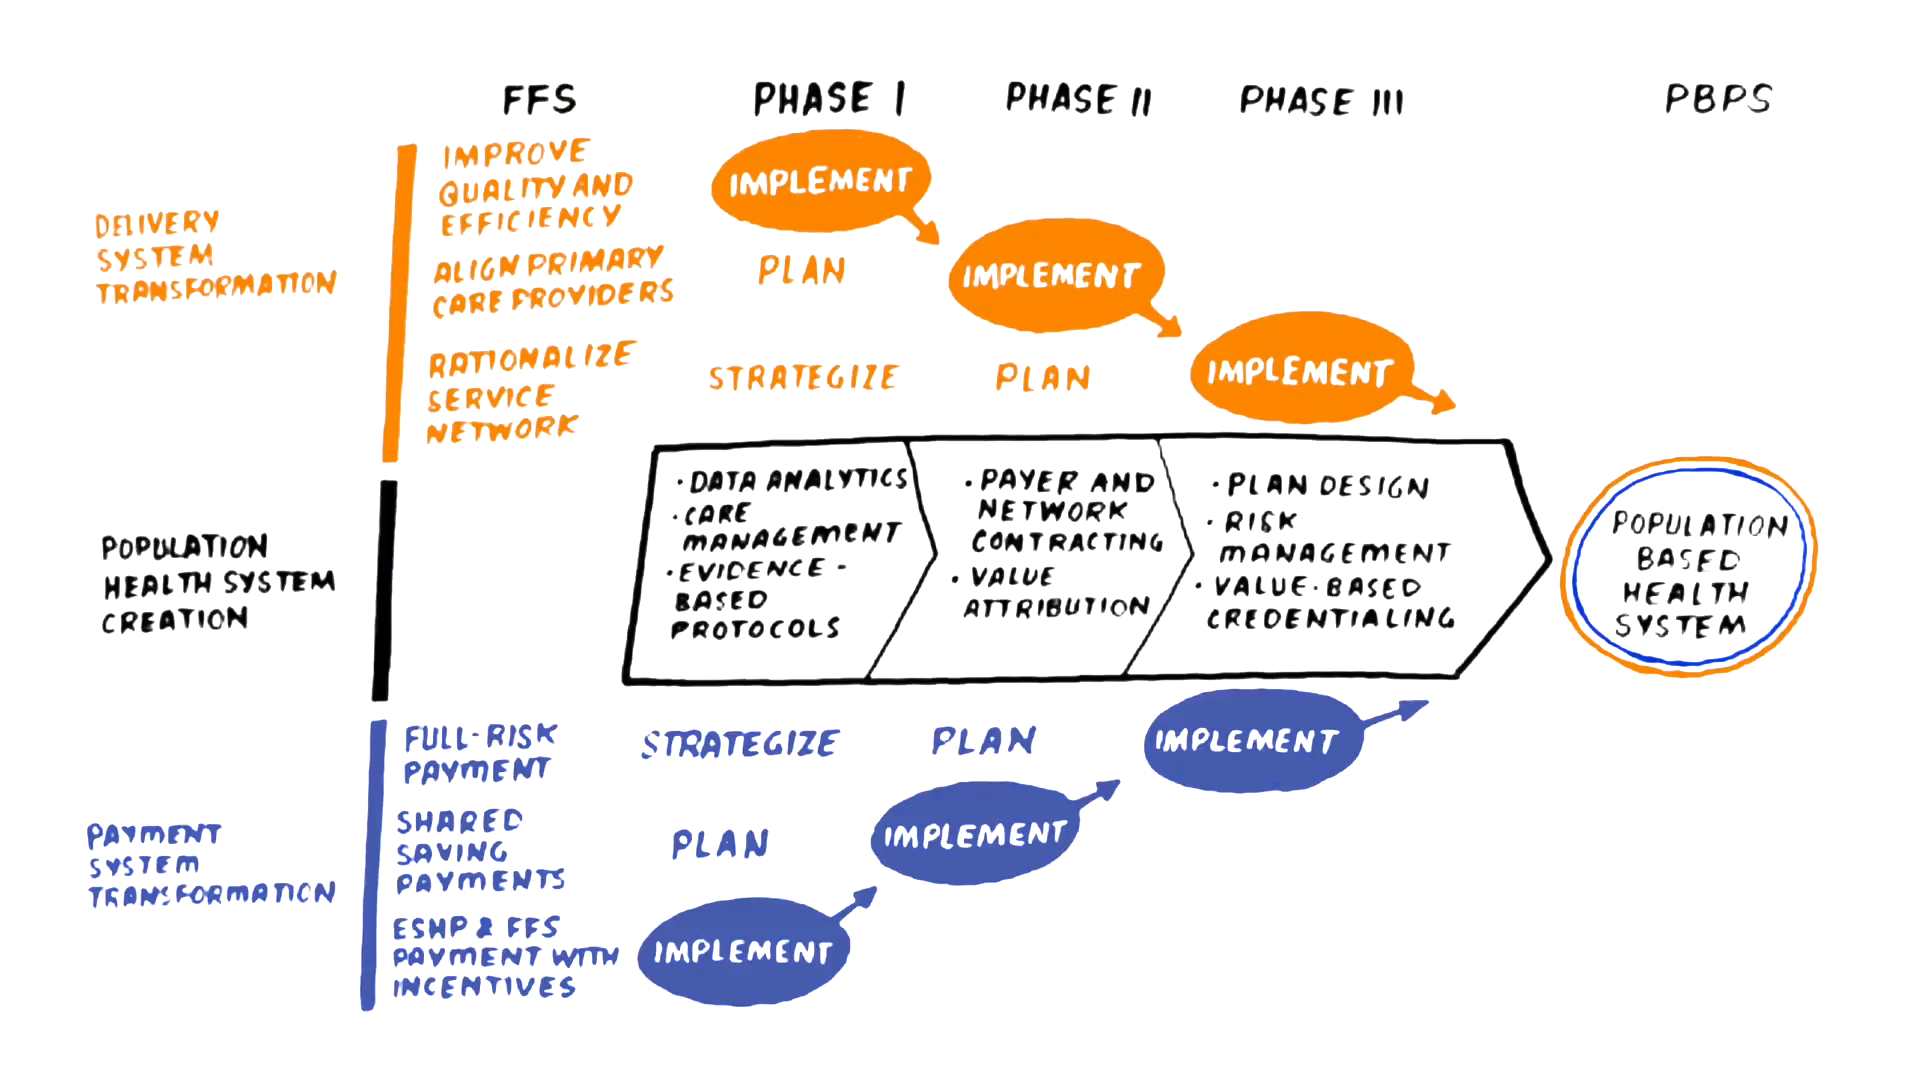 FFS
PHASE I
PHASE II
PHASE III
PBPS
DELIVERY
SYSTEM
TRANSFORMATION
IMPROVE
QUALITY AND
EFFICIENCY
IMPLEMENT
ALIGN PRIMARY
CARE PROVIDERS
PLAN
IMPLEMENT
RATIONALIZE
SERVICE
NETWORK
STRATEGIZE
PLAN
IMPLEMENT
POPULATION
HEALTH SYSTEM
CREATION
· DATA ANALYTICS
· CARE
MANAGEMENT
· EVIDENCE -
BASED
PROTOCOLS
· PAYER AND
NETWORK
CONTRACTING
· VALUE
ATTRIBUTION
· PLAN DESIGN
· RISK
MANAGEMENT
· VALUE-BASED
CREDENTIALING
POPULATION
BASED
HEALTH
SYSTEM
PAYMENT
SYSTEM
TRANSFORMATION
FULL-RISK
PAYMENT
STRATEGIZE
PLAN
IMPLEMENT
SHARED
SAVING
PAYMENTS
PLAN
IMPLEMENT
ESHP & FFS
PAYMENT WITH
INCENTIVES
IMPLEMENT